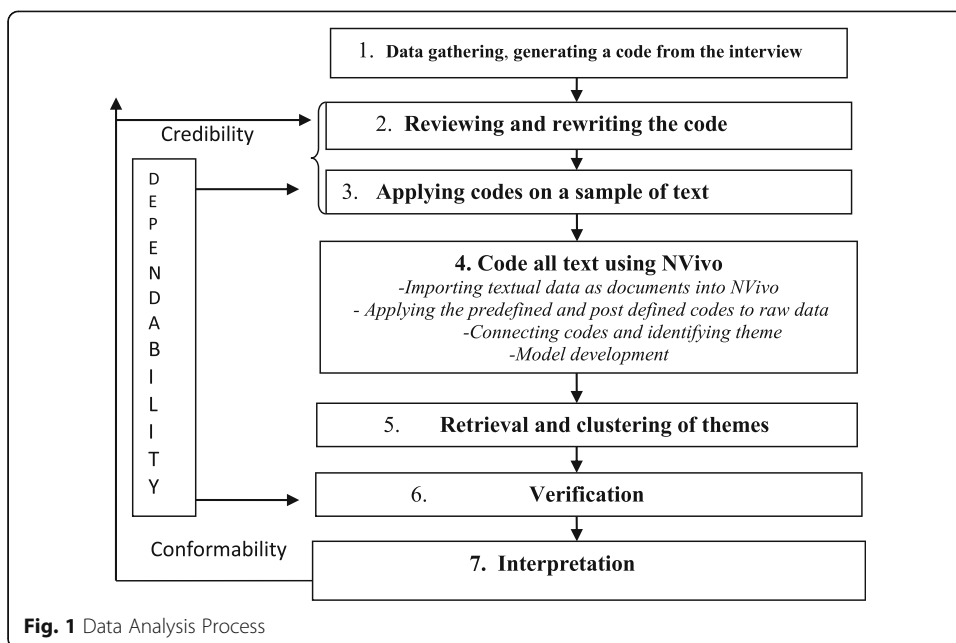 1. Data gathering, generating a code from the interview
Credibility
2. Reviewing and rewriting the code
3. Applying codes on a sample of text
DEPENDABILITY
4. Code all text using NVivo
-Importing textual data as documents into NVivo
- Applying the predefined and post defined codes to raw data
-Connecting codes and identifying theme
-Model development
5. Retrieval and clustering of themes
6. Verification
Conformability
7. Interpretation
Fig. 1 Data Analysis Process